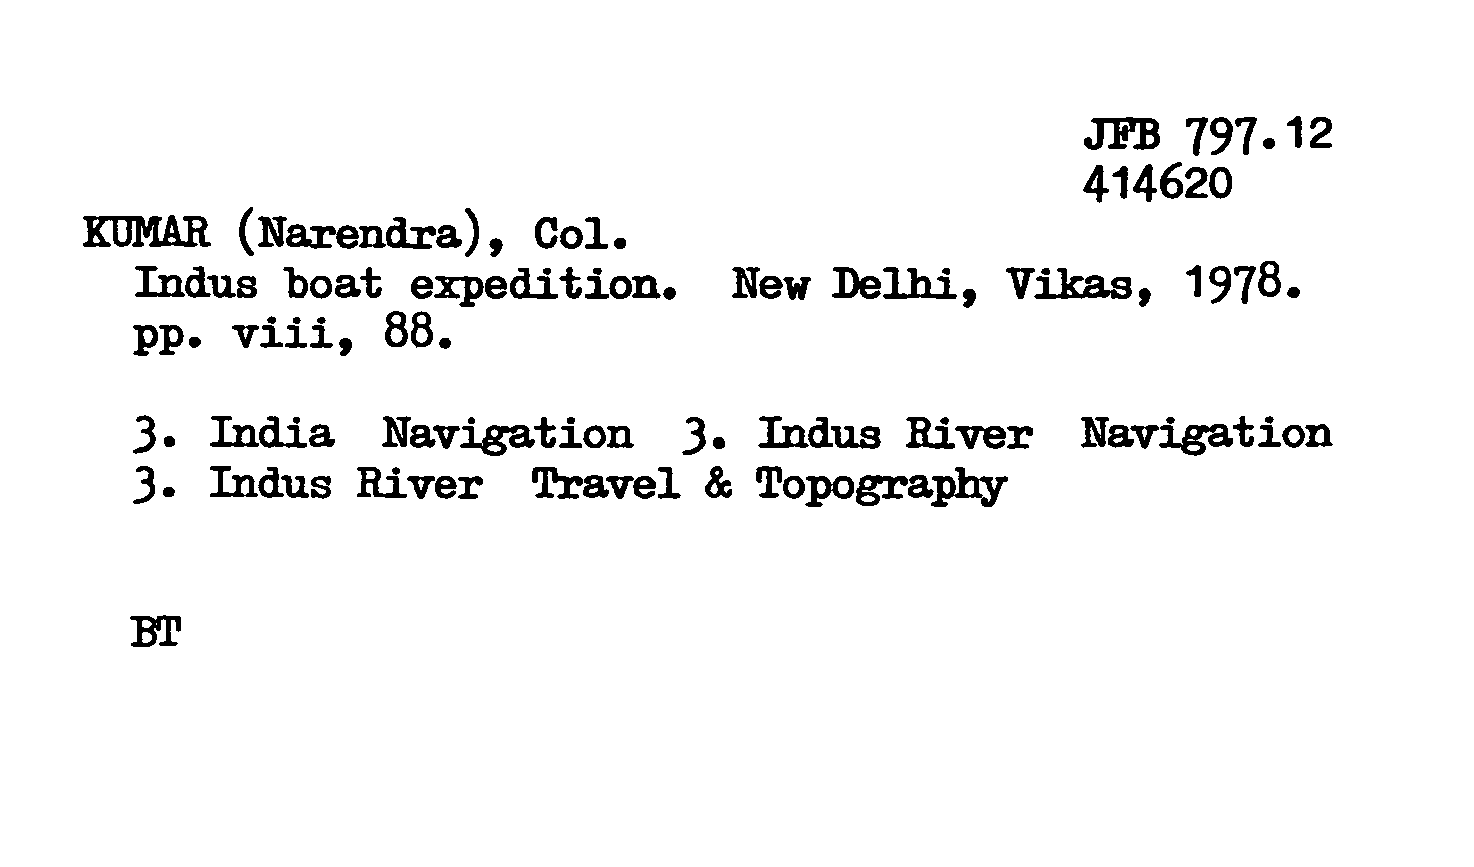 JFB 797.12
414620
KUMAR (Narendra), Col.
Indus boat expedition. New Delhi, Vikas, 1978.
pp. viii, 88.
3. India Navigation 3. Indus River Navigation
3. Indus River Travel & Topography
BT